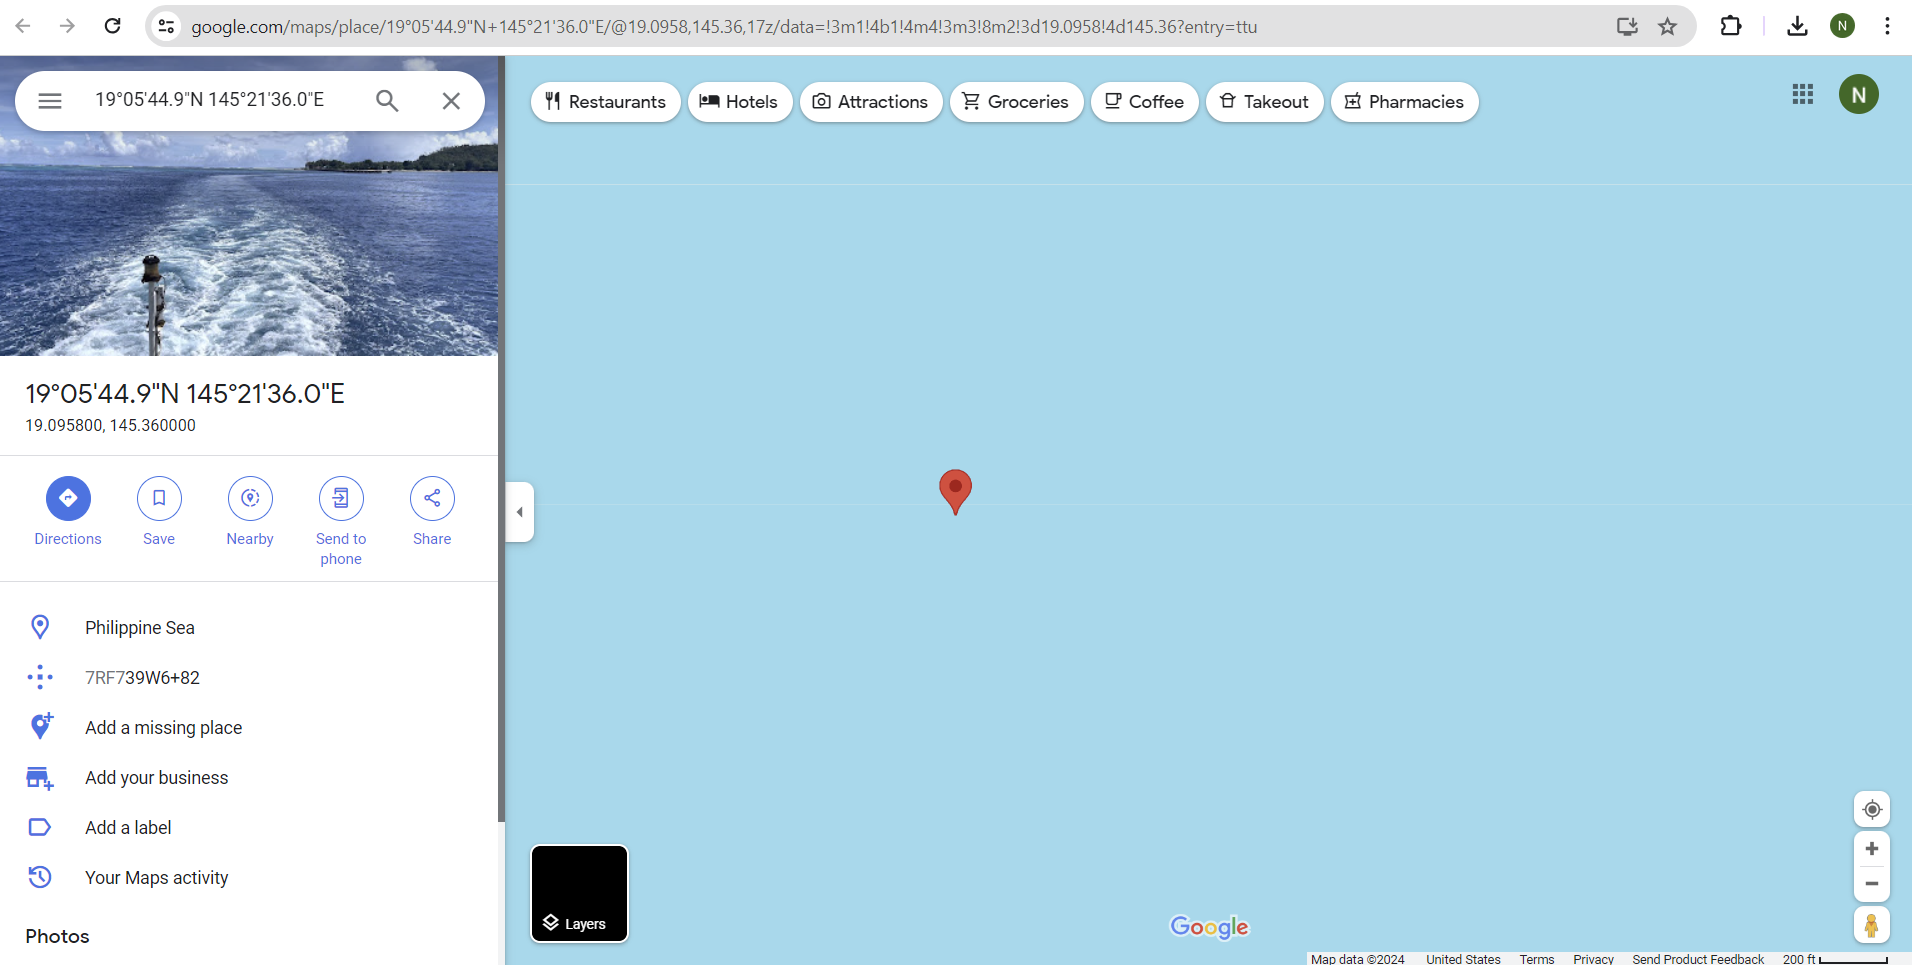 google.com/maps/place/19°05'44.9"N+145°21'36.0"E/@19.0958,145.36,17z/data=!3m1!4b1!4m4!3m3!8m2!3d19.0958!4d145.36?entry=ttu
N
19°05'44.9"N 145°21'36.0"E
Restaurants
Hotels
Attractions
Groceries
Coffee
Takeout
Pharmacies
N
19°05'44.9"N 145°21'36.0"E
19.095800, 145.360000
Directions
Save
Nearby
Send to
phone
Share
Philippine Sea
7RF739W6+82
Add a missing place
Add your business
Add a label
Your Maps activity
Photos
Layers
Google
Map data ©2024 United States Terms Privacy Send Product Feedback 200 ft